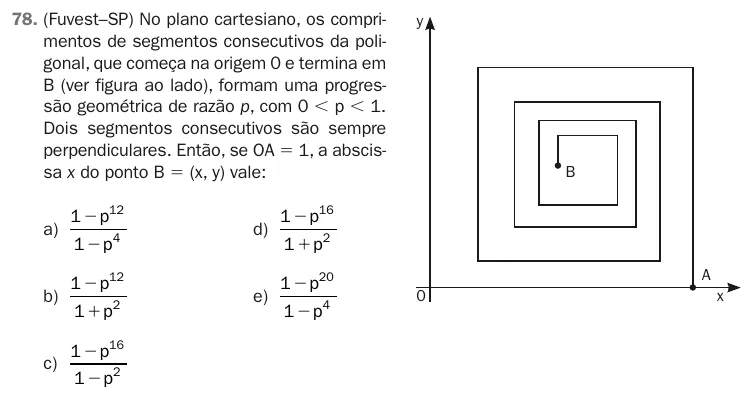 78. (Fuvest–SP) No plano cartesiano, os compri-
mentos de segmentos consecutivos da poli-
gonal, que começa na origem 0 e termina em
B (ver figura ao lado), formam uma progres-
são geométrica de razão p, com 0 < p < 1.
Dois segmentos consecutivos são sempre
perpendiculares. Então, se OA = 1, a abscis-
sa x do ponto B = (x, y) vale:
a) (1−p^12)/(1−p^4)
d) (1−p^16)/(1+p^2)
b) (1−p^12)/(1+p^2)
e) (1−p^20)/(1−p^4)
c) (1−p^16)/(1−p^2)
y
B
A
0
x